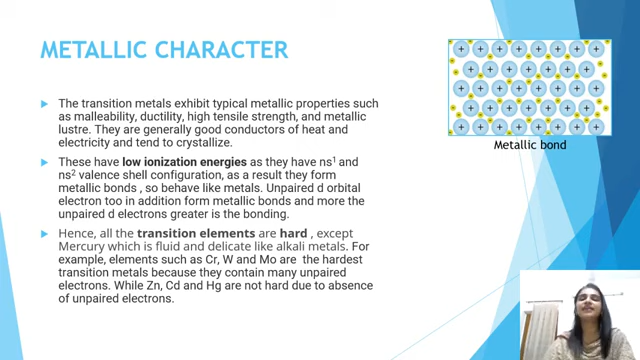 METALLIC CHARACTER
The transition metals exhibit typical metallic properties such
as malleability, ductility, high tensile strength, and metallic
lustre. They are generally good conductors of heat and
electricity and tend to crystallize.
These have low ionization energies as they have ns1 and
ns2 valence shell configuration, as a result they form
metallic bonds , so behave like metals. Unpaired d orbital
electron too in addition form metallic bonds and more the
unpaired d electrons greater is the bonding.
Hence, all the transition elements are hard , except
Mercury which is fluid and delicate like alkali metals. For
example, elements such as Cr, W and Mo are the hardest
transition metals because they contain many unpaired
electrons. While Zn, Cd and Hg are not hard due to absence
of unpaired electrons.
Metallic bond